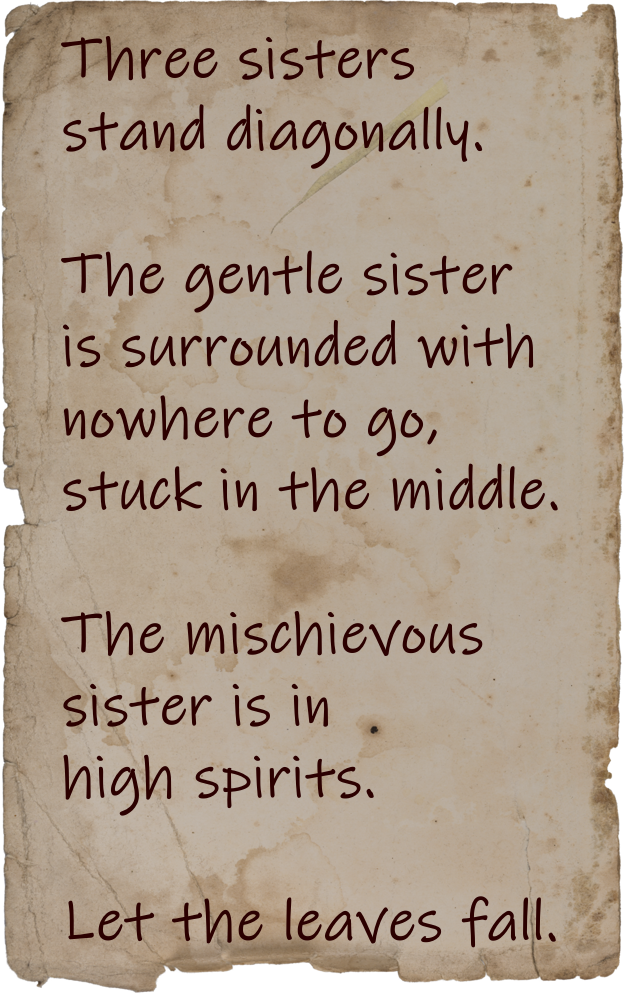 Three sisters
stand diagonally.
The gentle sister
is surrounded with
nowhere to go,
stuck in the middle.
The mischievous
sister is in
high spirits.
Let the leaves fall.